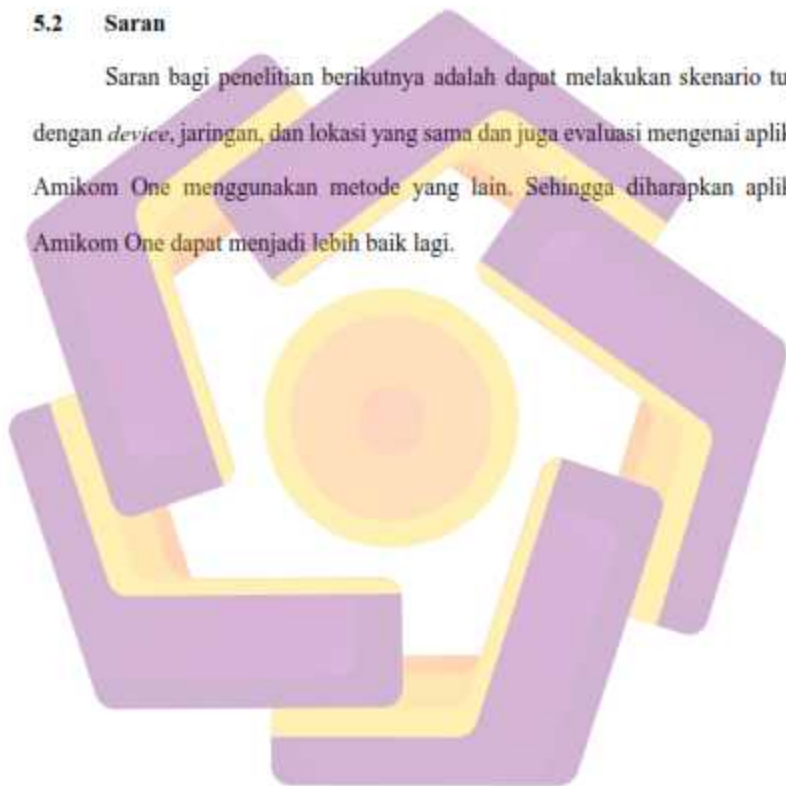 5.2 Saran
Saran bagi penelitian berikutnya adalah dapat melakukan skenario tu
dengan device, jaringan, dan lokasi yang sama dan juga evaluasi mengenai aplik
Amikom One menggunakan metode yang lain. Sehingga diharapkan aplik
Amikom One dapat menjadi lebih baik lagi.